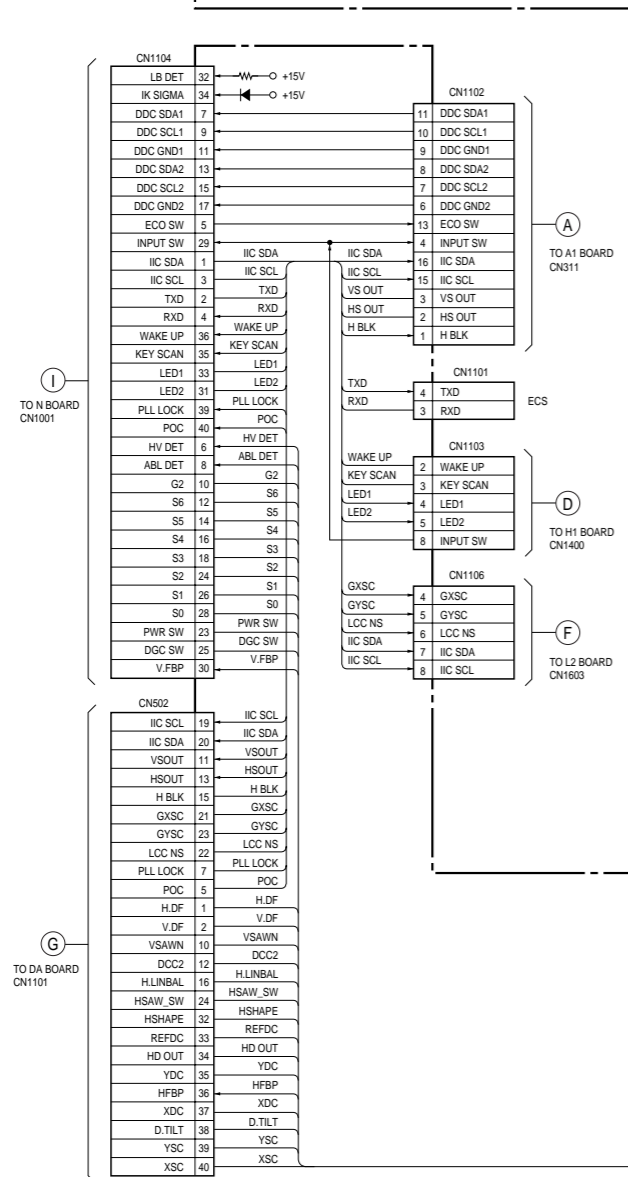 CN1104
LB DET 32 +15V
IK SIGMA 34 +15V
DDC SDA1 7
DDC SCL1 9
DDC GND1 11
DDC SDA2 13
DDC SCL2 15
DDC GND2 17
ECO SW 5
INPUT SW 29
IIC SDA 1 IIC SDA
IIC SCL 3 IIC SCL
TXD 2 TXD
RXD 4 RXD
WAKE UP 36 WAKE UP
KEY SCAN 35 KEY SCAN
LED1 33 LED1
LED2 31 LED2
PLL LOCK 39 PLL LOCK
POC 40 POC
HV DET 6 HV DET
ABL DET 8 ABL DET
G2 10 G2
S6 12 S6
S5 14 S5
S4 16 S4
S3 18 S3
S2 24 S2
S1 26 S1
S0 28 S0
PWR SW 23 PWR SW
DGC SW 25 DGC SW
V.FBP 30 V.FBP
I
TO N BOARD
CN1001
CN1102
11 DDC SDA1
10 DDC SCL1
9 DDC GND1
8 DDC SDA2
7 DDC SCL2
6 DDC GND2
13 ECO SW
4 INPUT SW
IIC SDA 16 IIC SDA
IIC SCL 15 IIC SCL
VS OUT 3 VS OUT
HS OUT 2 HS OUT
H BLK 1 H BLK
A
TO A1 BOARD
CN311
CN1101
TXD 4 TXD
RXD 3 RXD
ECS
CN1103
WAKE UP 2 WAKE UP
KEY SCAN 3 KEY SCAN
LED1 4 LED1
LED2 5 LED2
8 INPUT SW
D
TO H1 BOARD
CN1400
CN1106
GXSC 4 GXSC
GYSC 5 GYSC
LCC NS 6 LCC NS
IIC SDA 7 IIC SDA
IIC SCL 8 IIC SCL
F
TO L2 BOARD
CN1603
CN502
IIC SCL 19 IIC SCL
IIC SDA 20 IIC SDA
VSOUT 11 VSOUT
HSOUT 13 HSOUT
H BLK 15 H BLK
GXSC 21 GXSC
GYSC 23 GYSC
LCC NS 22 LCC NS
PLL LOCK 7 PLL LOCK
POC 5 POC
H.DF 1 H.DF
V.DF 2 V.DF
VSAWN 10 VSAWN
DCC2 12 DCC2
H.LINBAL 16 H.LINBAL
HSAW_SW 24 HSAW_SW
HSHAPE 32 HSHAPE
REFDC 33 REFDC
HD OUT 34 HD OUT
YDC 35 YDC
HFBP 36 HFBP
XDC 37 XDC
D.TILT 38 D.TILT
YSC 39 YSC
XSC 40 XSC
G
TO DA BOARD
CN1101